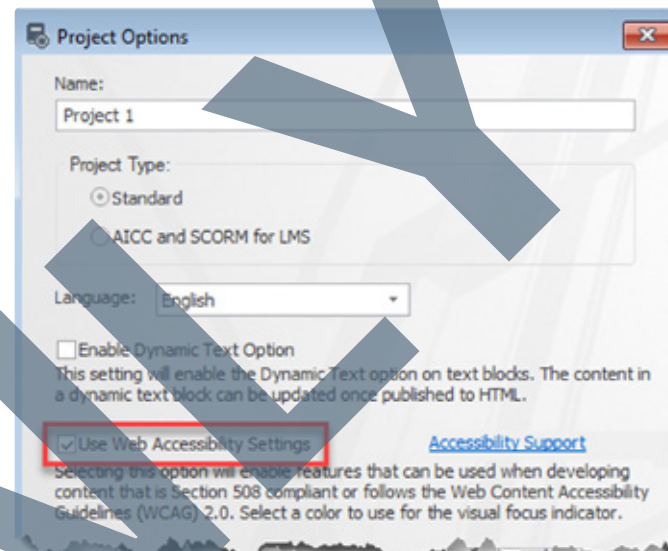 Project Options
Name:
Project 1
Project Type:
Standard
AICC and SCORM for LMS
Language: English
Enable Dynamic Text Option
This setting will enable the Dynamic Text option on text blocks. The content in
a dynamic text block can be updated once published to HTML.
Use Web Accessibility Settings Accessibility Support
Selecting this option will enable features that can be used when developing
content that is Section 508 compliant or follows the Web Content Accessibility
Guidelines (WCAG) 2.0. Select a color to use for the visual focus indicator.